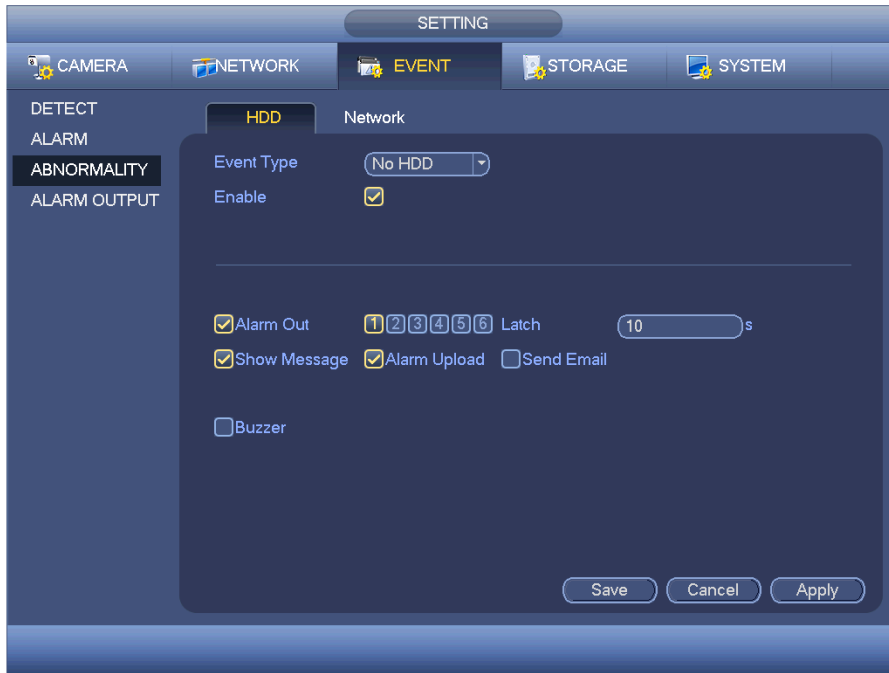 SETTING
CAMERA NETWORK EVENT STORAGE SYSTEM
DETECT
ALARM
ABNORMALITY
ALARM OUTPUT
HDD Network
Event Type No HDD
Enable
Alarm Out 1 2 3 4 5 6 Latch 10 s
Show Message Alarm Upload Send Email
Buzzer
Save Cancel Apply